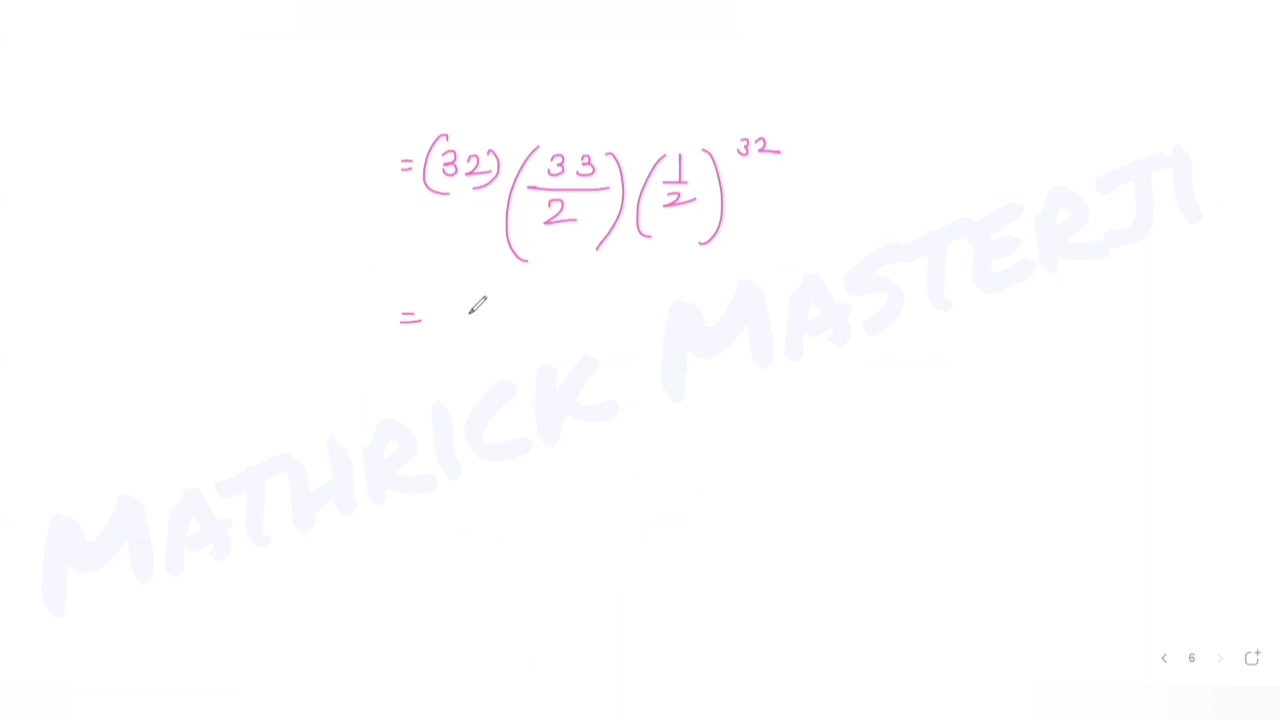 = (32) (33/2) (1/2)^32
=
MATHRICK MASTERJI
6